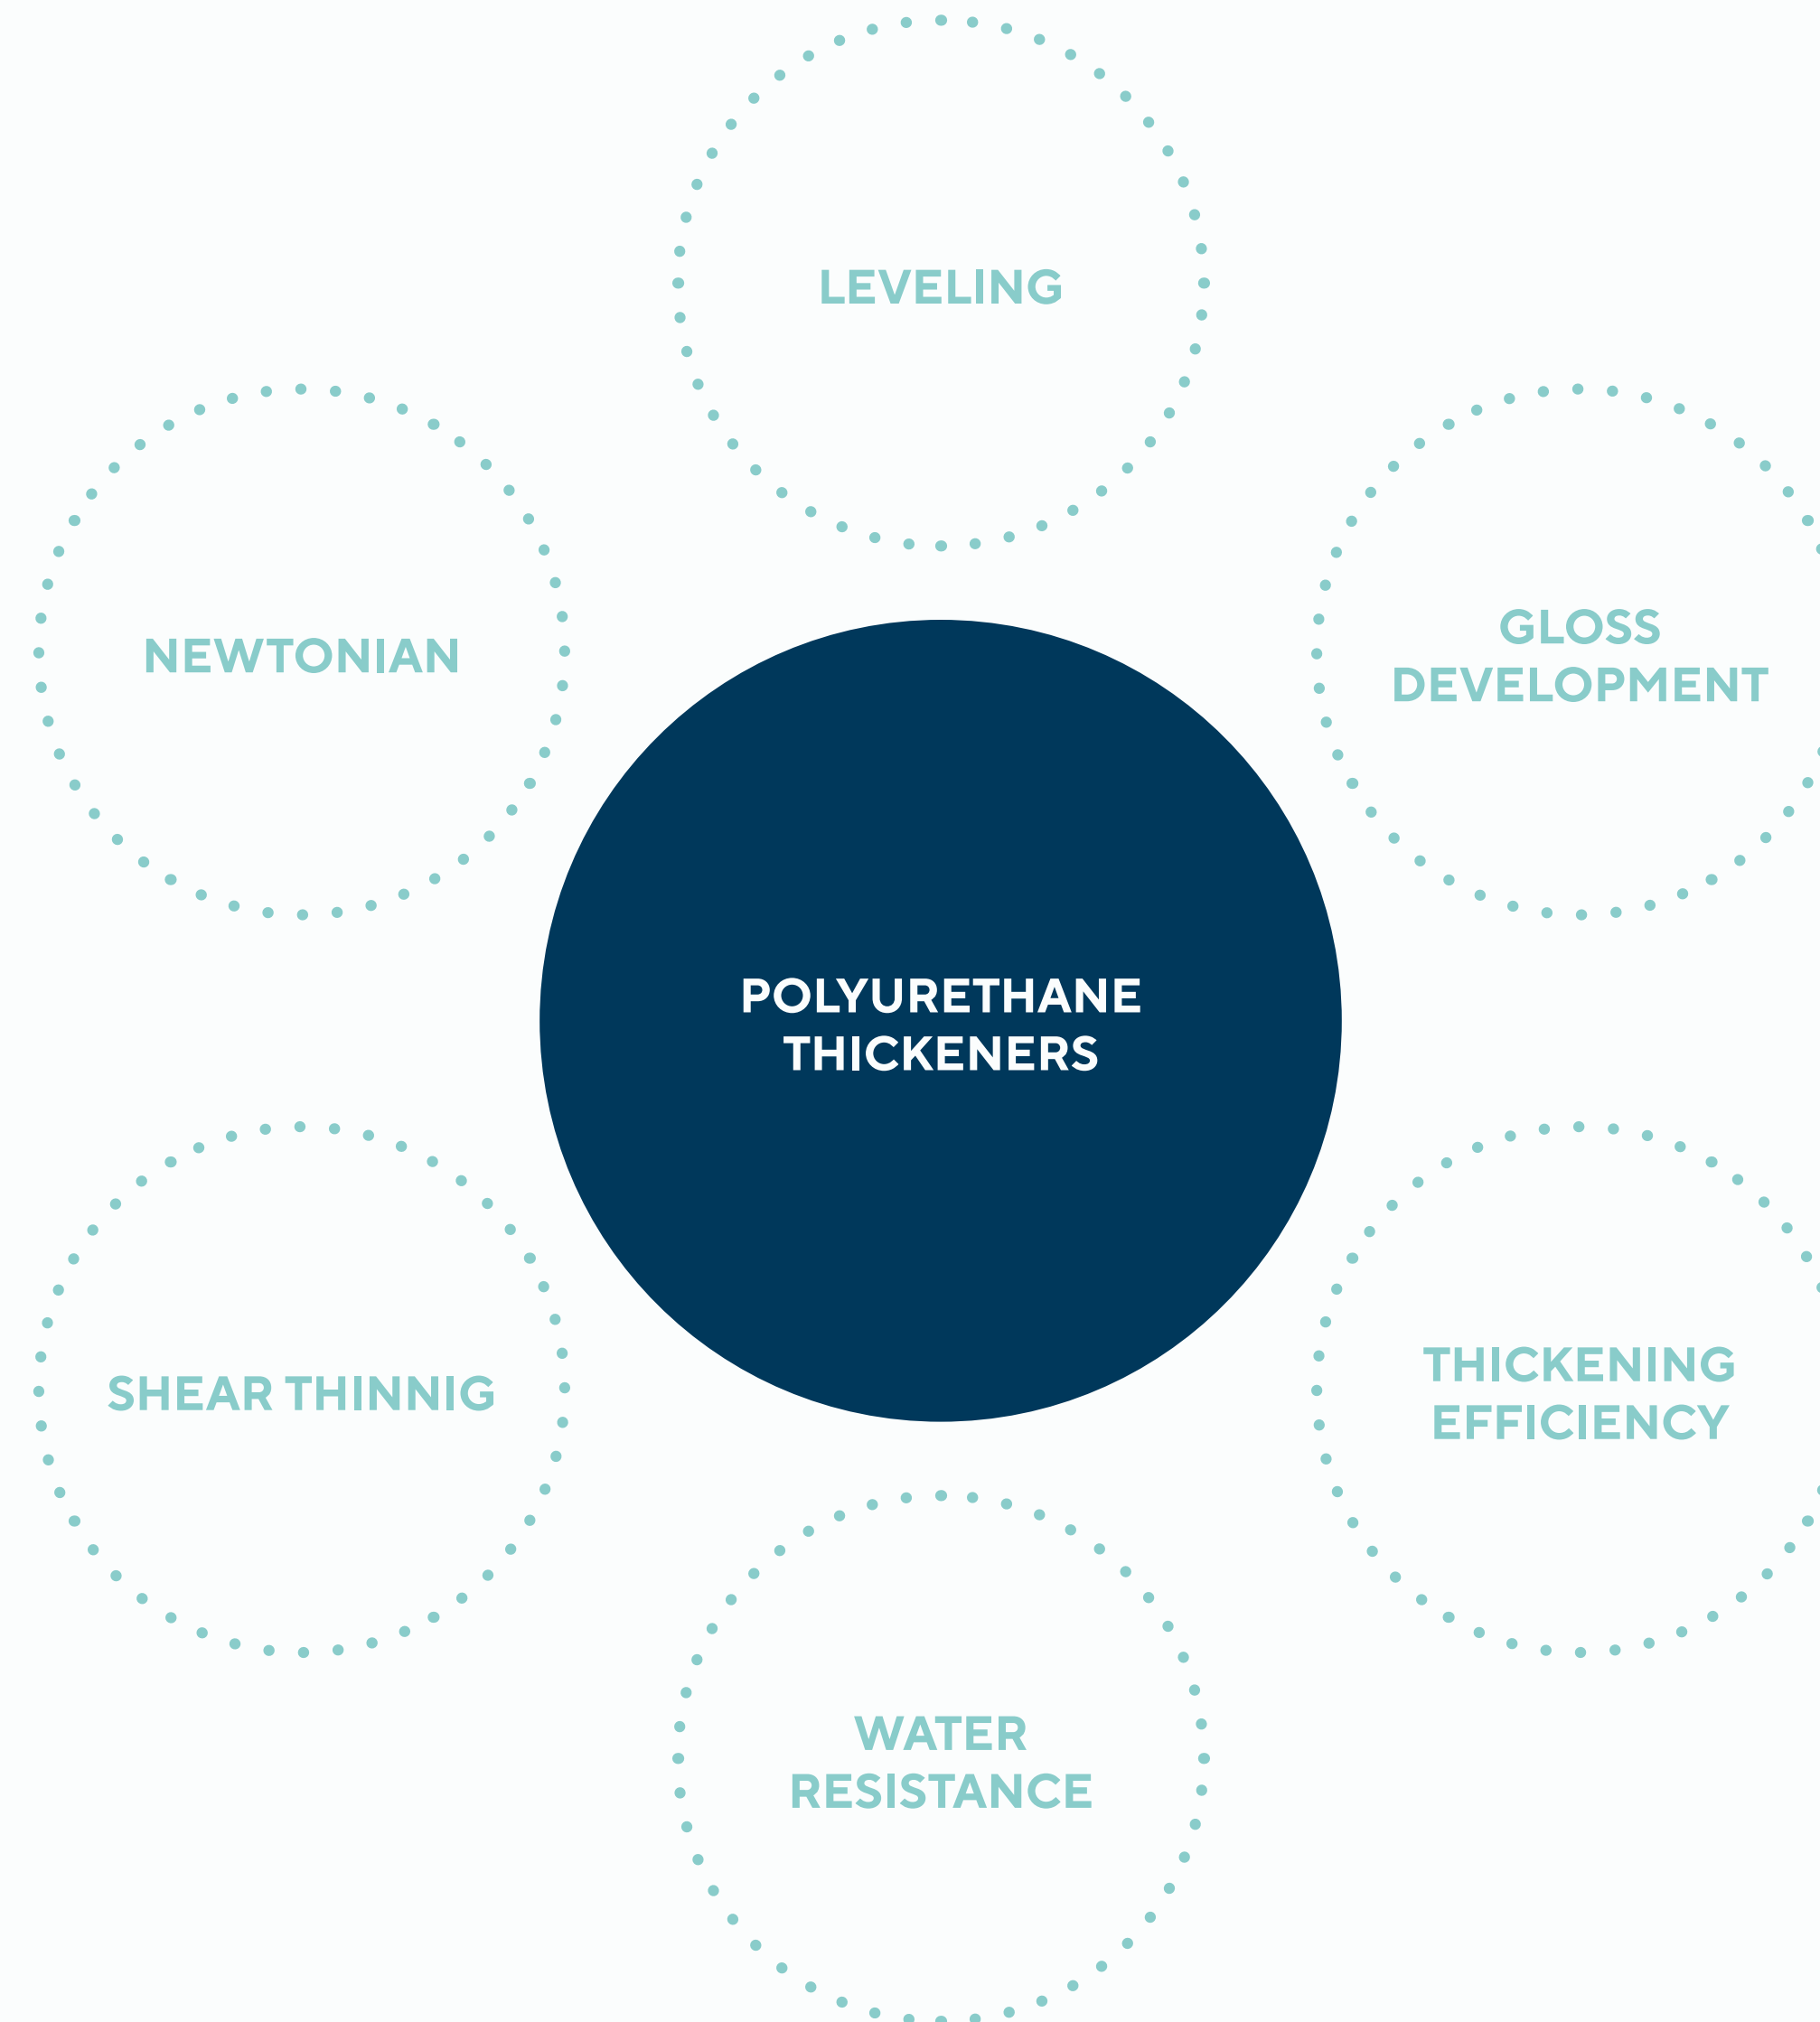 LEVELING
NEWTONIAN
GLOSS
DEVELOPMENT
POLYURETHANE
THICKENERS
SHEAR THINNIG
THICKENING
EFFICIENCY
WATER
RESISTANCE